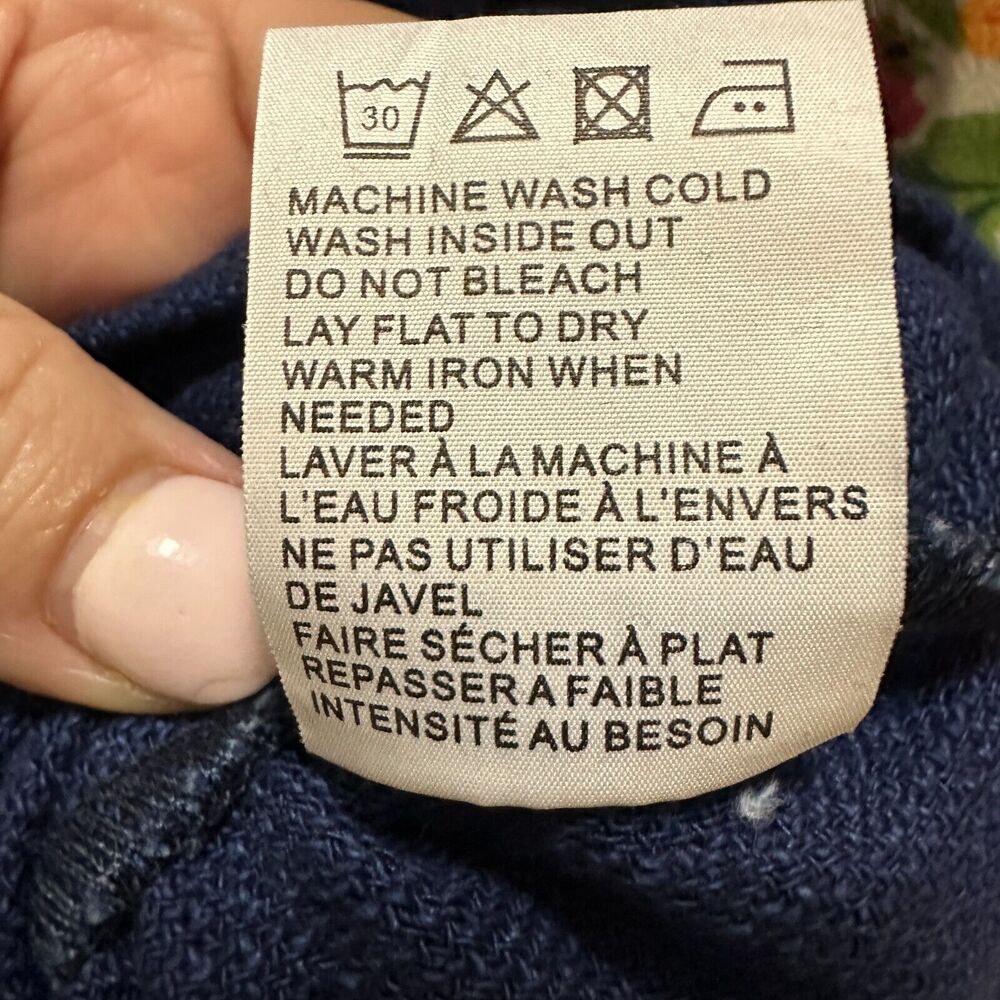 30
MACHINE WASH COLD
WASH INSIDE OUT
DO NOT BLEACH
LAY FLAT TO DRY
WARM IRON WHEN
NEEDED
LAVER À LA MACHINE À
L'EAU FROIDE À L'ENVERS
NE PAS UTILISER D'EAU
DE JAVEL
FAIRE SÉCHER À PLAT
REPASSER A FAIBLE
INTENSITÉ AU BESOIN